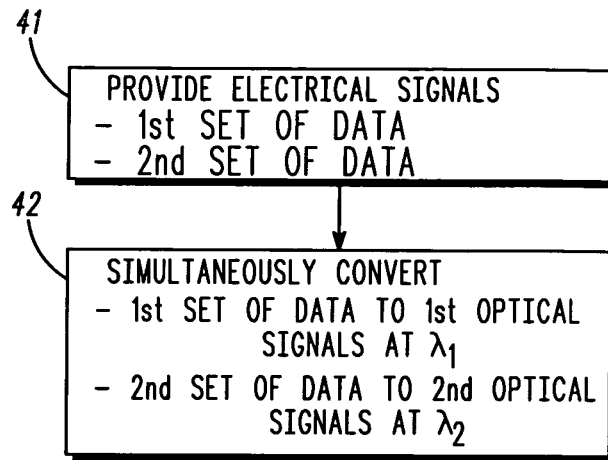 41
PROVIDE ELECTRICAL SIGNALS
- 1st SET OF DATA
- 2nd SET OF DATA
42
SIMULTANEOUSLY CONVERT
- 1st SET OF DATA TO 1st OPTICAL
SIGNALS AT λ1
- 2nd SET OF DATA TO 2nd OPTICAL
SIGNALS AT λ2